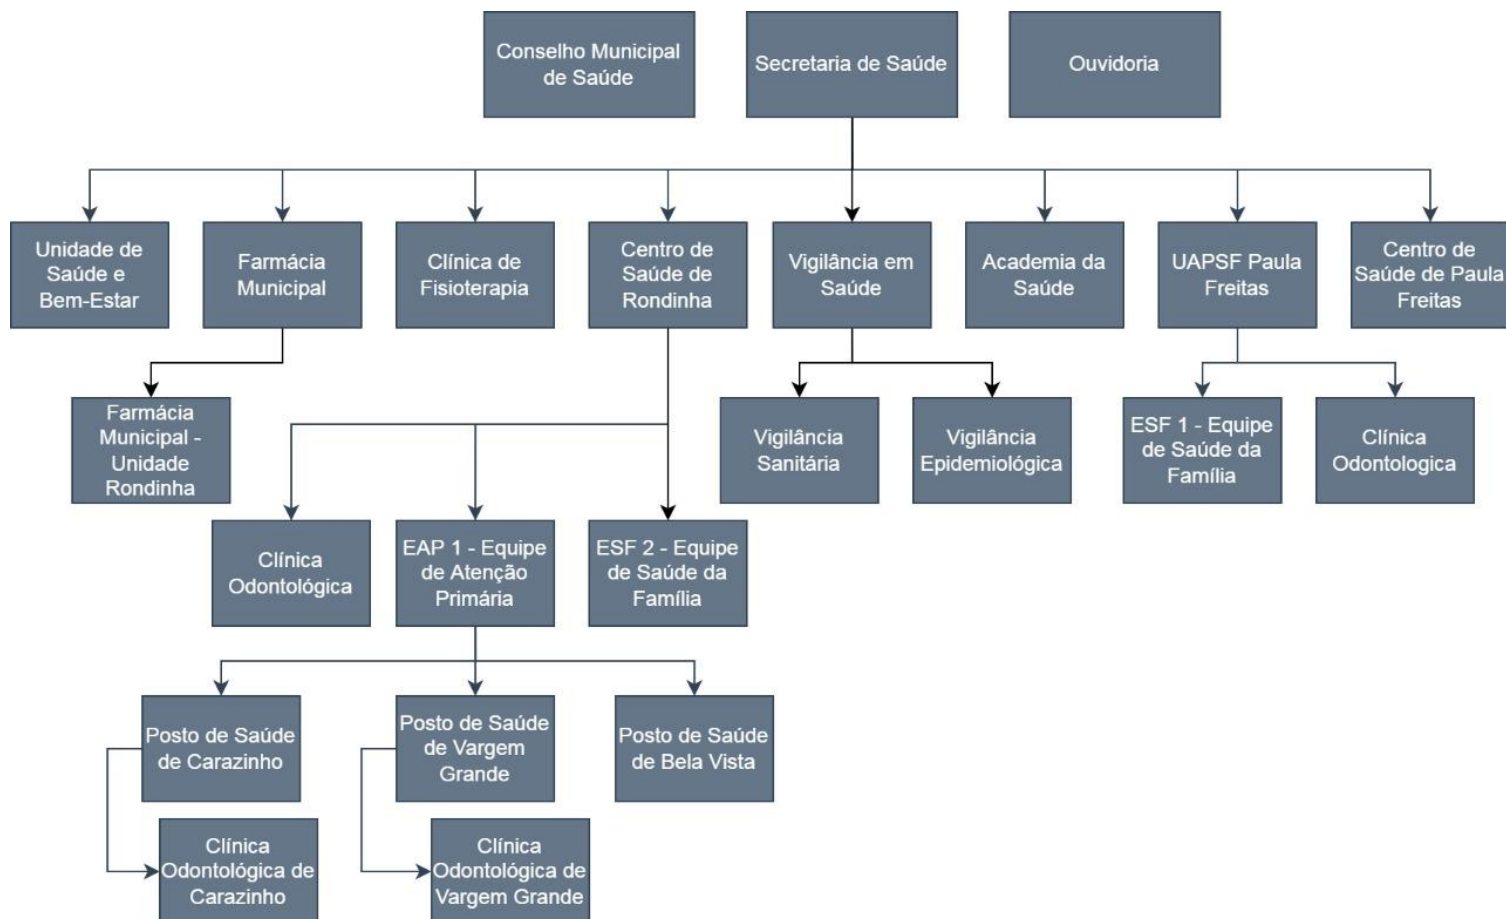 Conselho Municipal
de Saúde
Secretaria de Saúde
Ouvidoria
Unidade de
Saúde e
Bem-Estar
Farmácia
Municipal
Clínica de
Fisioterapia
Centro de
Saúde de
Rondinha
Vigilância em
Saúde
Academia da
Saúde
UAPSF Paula
Freitas
Centro de
Saúde de Paula
Freitas
Farmácia
Municipal -
Unidade
Rondinha
Vigilância
Sanitária
Vigilância
Epidemiológica
ESF 1 - Equipe
de Saúde da
Família
Clínica
Odontologica
Clínica
Odontológica
EAP 1 - Equipe
de Atenção
Primária
ESF 2 - Equipe
de Saúde da
Família
Posto de Saúde
de Carazinho
Posto de Saúde
de Vargem
Grande
Posto de Saúde
de Bela Vista
Clínica
Odontológica de
Carazinho
Clínica
Odontológica de
Vargem Grande